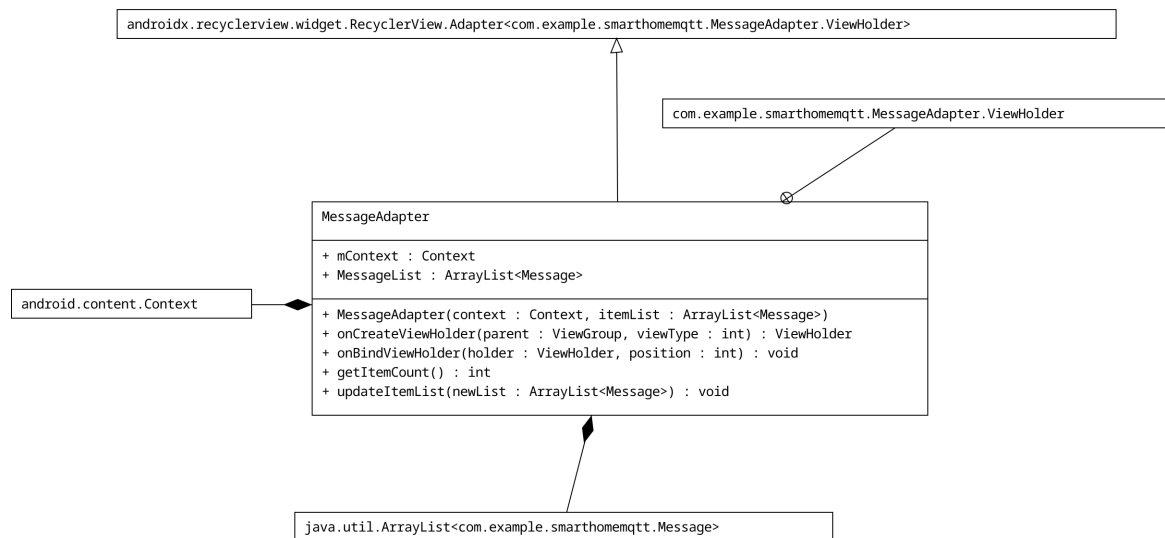 androidx.recyclerview.widget.RecyclerView.Adapter<com.example.smarthomemqtt.MessageAdapter.ViewHolder>
com.example.smarthomemqtt.MessageAdapter.ViewHolder
MessageAdapter
+ mContext : Context
+ MessageList : ArrayList<Message>
android.content.Context
+ MessageAdapter(context : Context, itemList : ArrayList<Message>)
+ onCreateViewHolder(parent : ViewGroup, viewType : int) : ViewHolder
+ onBindViewHolder(holder : ViewHolder, position : int) : void
+ getItemCount() : int
+ updateItemList(newList : ArrayList<Message>) : void
java.util.ArrayList<com.example.smarthomemqtt.Message>